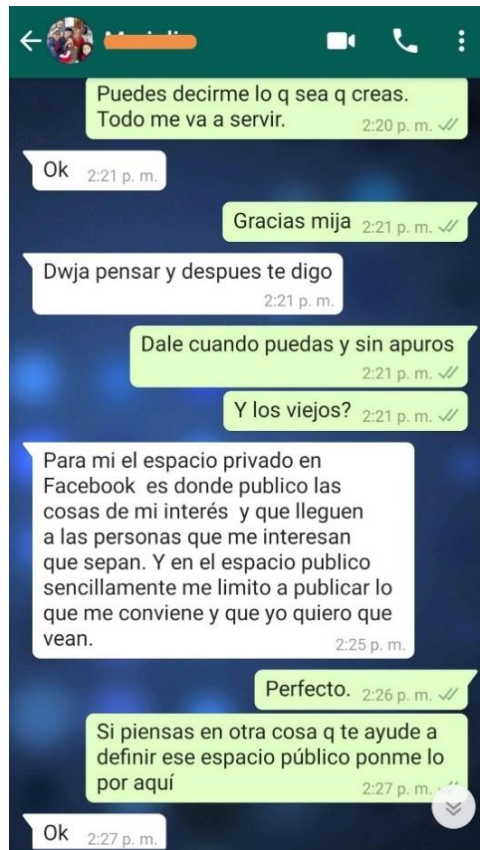 Puedes decirme lo q sea q creas.
Todo me va a servir. 2:20 p. m.
Ok 2:21 p. m.
Gracias mija 2:21 p. m.
Dwja pensar y despues te digo
2:21 p. m.
Dale cuando puedas y sin apuros
2:21 p. m.
Y los viejos? 2:21 p. m.
Para mi el espacio privado en
Facebook es donde publico las
cosas de mi interés y que lleguen
a las personas que me interesan
que sepan. Y en el espacio publico
sencillamente me limito a publicar lo
que me conviene y que yo quiero que
vean. 2:25 p. m.
Perfecto. 2:26 p. m.
Si piensas en otra cosa q te ayude a
definir ese espacio público ponme lo
por aquí 2:27 p. m.
Ok 2:27 p. m.